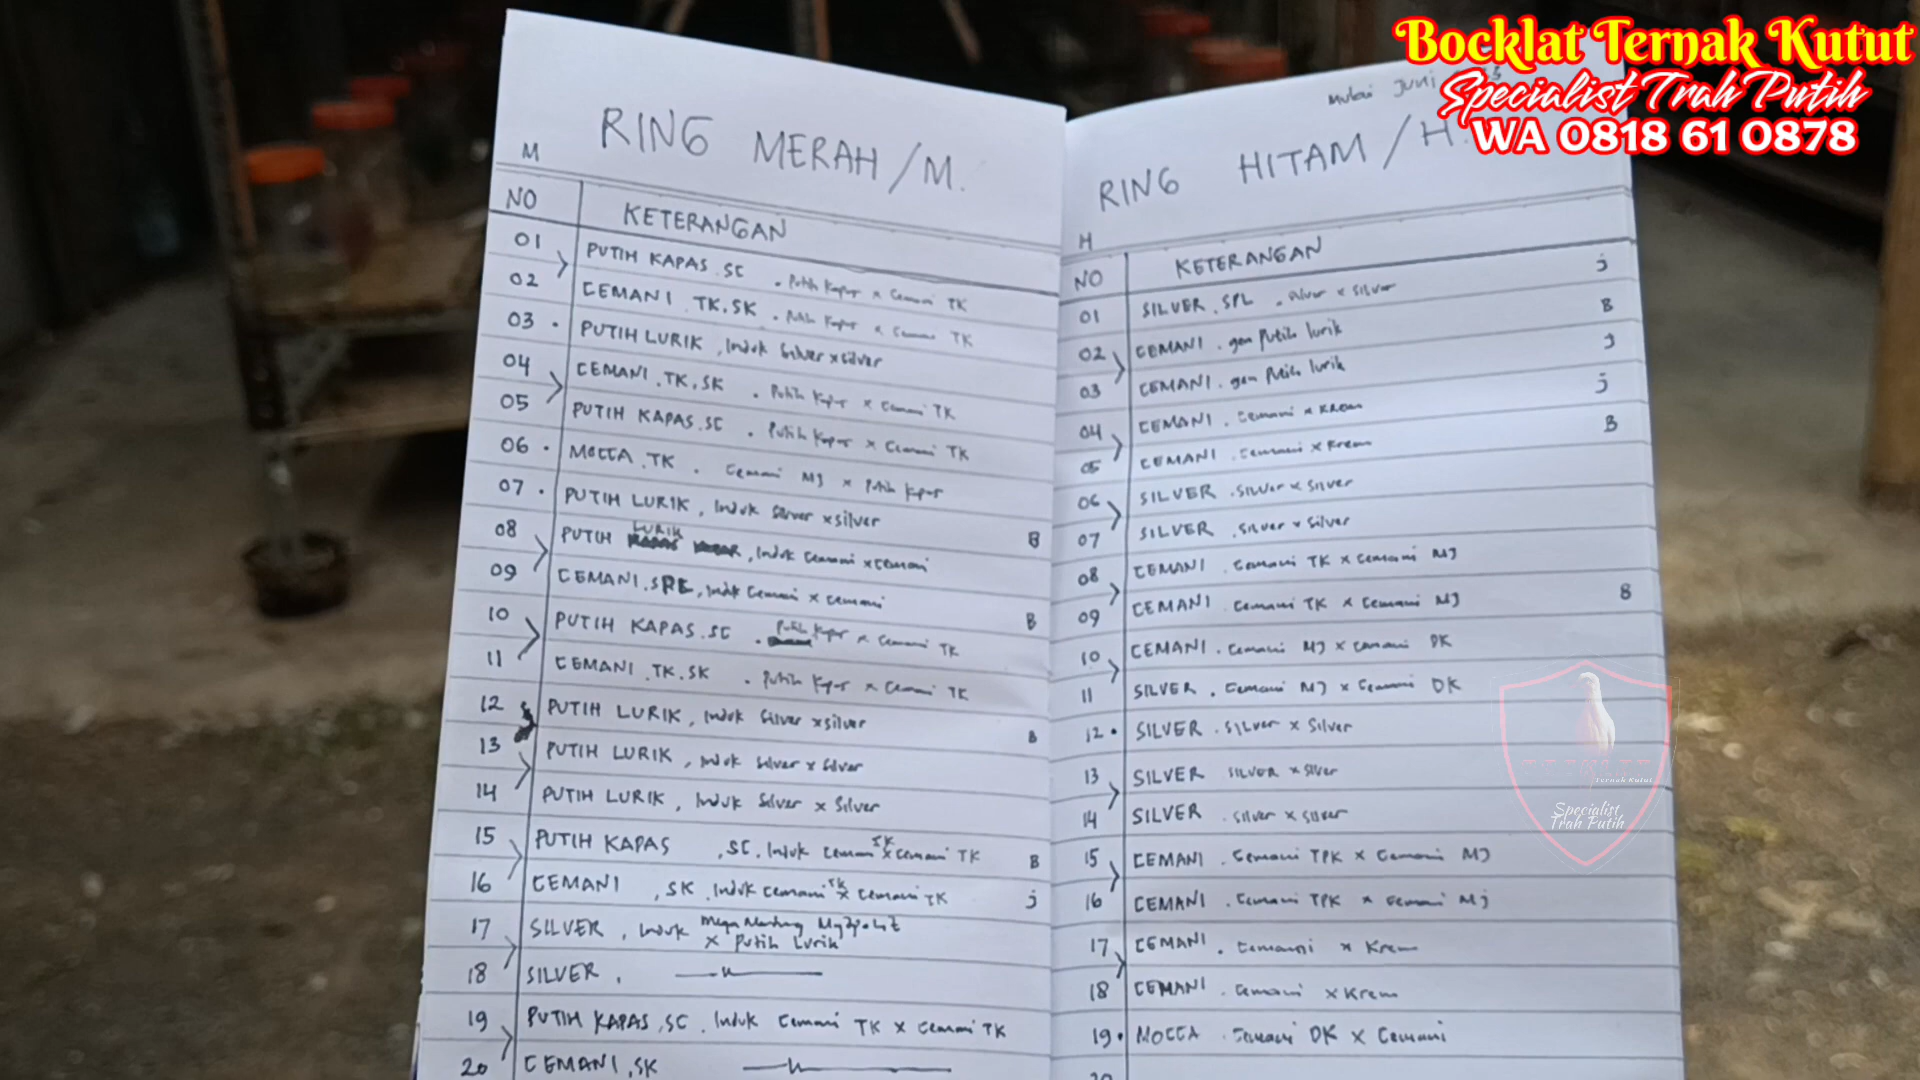 Bocklat Ternak Kutut
Specialist Trah Putih
WA 0818 61 0878
M RING MERAH / M.
NO KETERANGAN
01 PUTIH KAPAS SC . Putih Kapas x Cemani TK
02 CEMANI . TK . SK . Putih Kapas x Cemani TK
03 . PUTIH LURIK , Induk Silver x silver
04 CEMANI . TK . SK . Putih Kapas x Cemani TK
05 PUTIH KAPAS . SC . Putih Kapas x Cemani TK
06 . MOCCA . TK . Cemani MJ x Putih Kapas
07 . PUTIH LURIK , Induk Silver x silver
08 PUTIH LURIK , Induk Cemani x cemani B
09 CEMANI . SRL , Induk Cemani x cemani
10 PUTIH KAPAS . SC . Putih Kapas x Cemani TK B
11 CEMANI . TK . SK . Putih Kapas x Cemani TK
12 PUTIH LURIK , Induk Silver x silver
13 PUTIH LURIK , Induk Silver x Silver B
14 PUTIH LURIK , Induk Silver x Silver
15 PUTIH KAPAS , SC . Induk Cemani TK x Cemani TK B
16 CEMANI , SK . Induk cemani TK x Cemani TK j
17 SILVER , Induk
x Putih Lurik
18 SILVER .
19 PUTIH KAPAS , SC . Induk Cemani TK x Cemani TK
20 CEMANI , SK
Mulai Juni
RING HITAM / H.
H
NO KETERANGAN
01 SILVER . SPL . silver x silver j
02 CEMANI . gen Putih lurik B
03 CEMANI . gen Putih lurik J
04 CEMANI . Cemani x Krem j
05 CEMANI . Cemani x Krem B
06 SILVER . Silver x Silver
07 SILVER . Silver x Silver
08 CEMANI . Cemani TK x Cemani MJ
09 CEMANI . Cemani TK x Cemani MJ B
10 CEMANI . Cemani MJ x Cemani DK
11 SILVER . Cemani MJ x Cemani DK
12 . SILVER . Silver x Silver
13 SILVER SILVER x Silver
14 SILVER . Silver x Silver
15 CEMANI . Cemani TPK x Cemani MJ
16 CEMANI . Cemani TPK x Cemani Mj
17 CEMANI . Cemani x Krem
18 CEMANI . Cemani x Krem
19 . MOCCA . Cemani DK x Cemani
20
Ternak Kutut
Specialist
Trah Putih